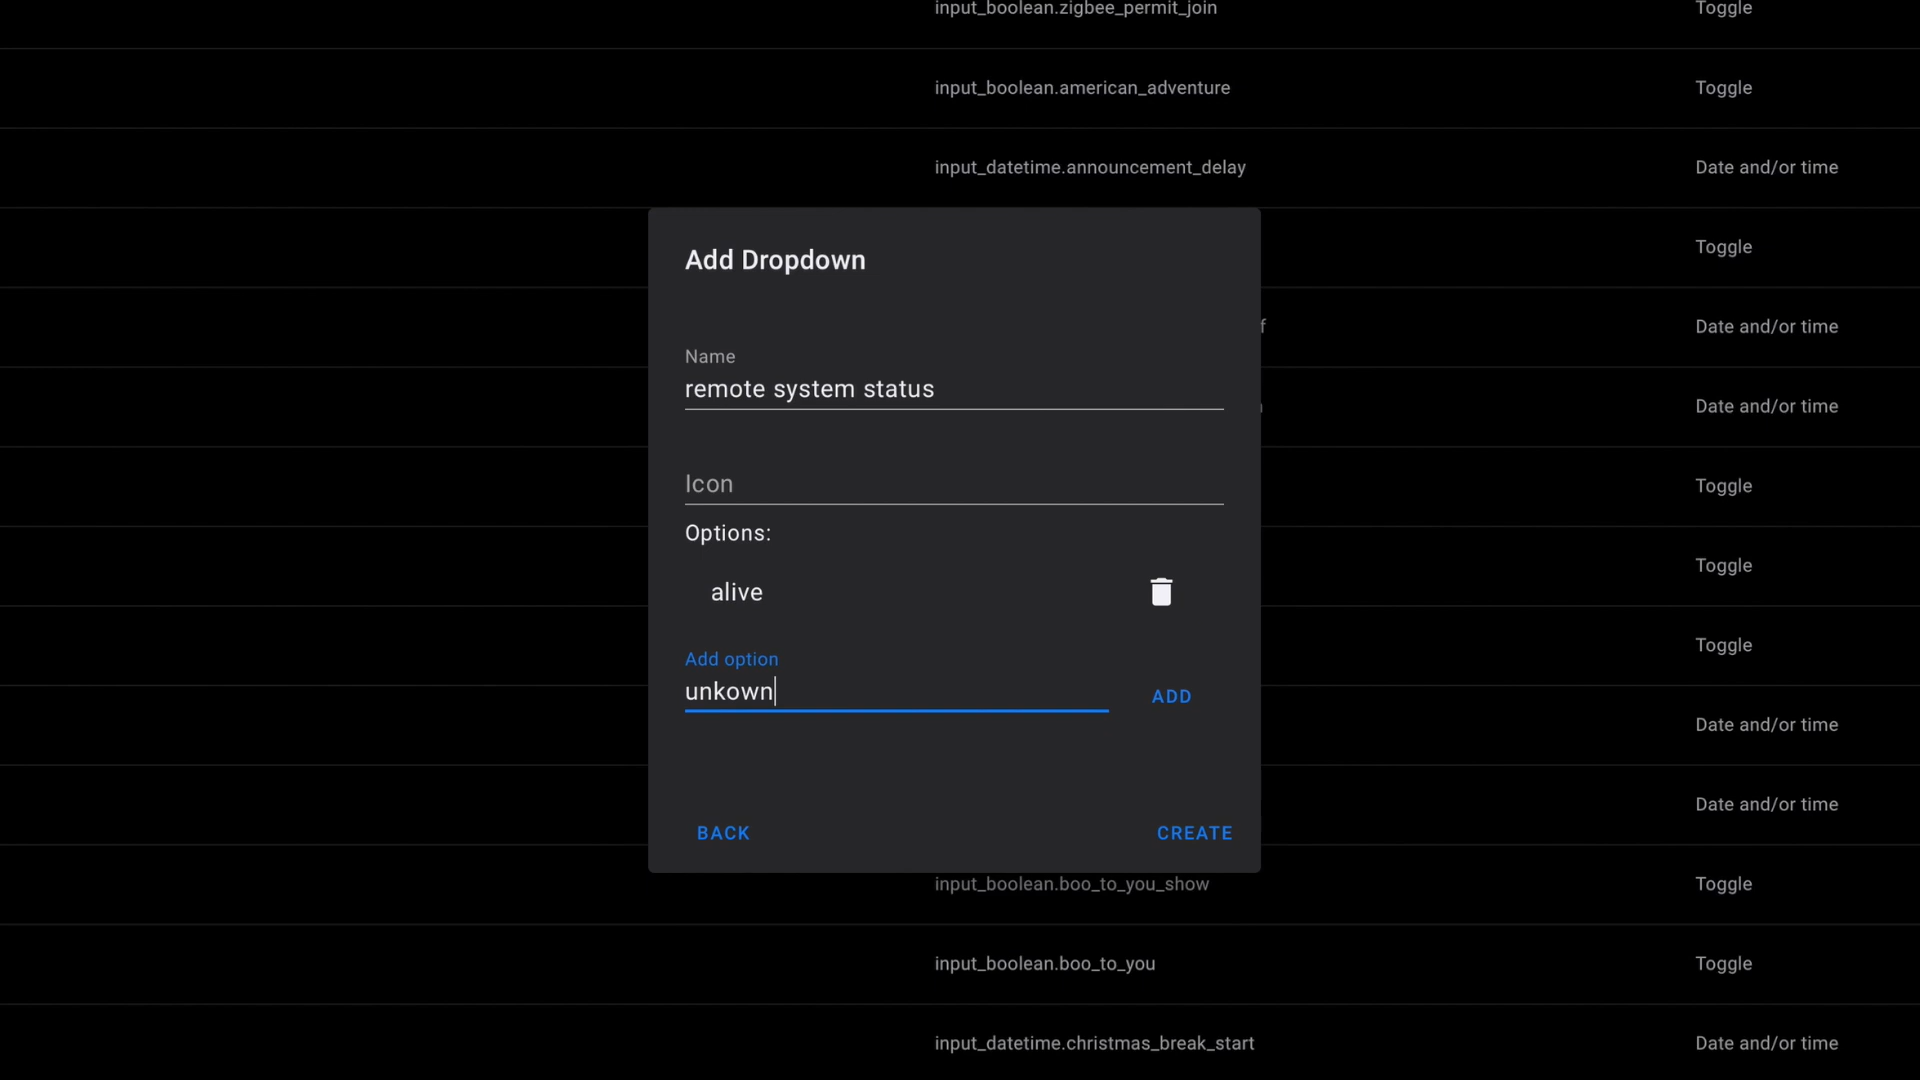 input_boolean.zigbee_permit_join Toggle
input_boolean.american_adventure Toggle
input_datetime.announcement_delay Date and/or time
Toggle
Add Dropdown
f Date and/or time
Name
remote system status
Date and/or time
Icon
Toggle
Options:
Toggle
alive
Toggle
Add option
unkown
ADD
Date and/or time
Date and/or time
BACK CREATE
input_boolean.boo_to_you_show Toggle
input_boolean.boo_to_you Toggle
input_datetime.christmas_break_start Date and/or time